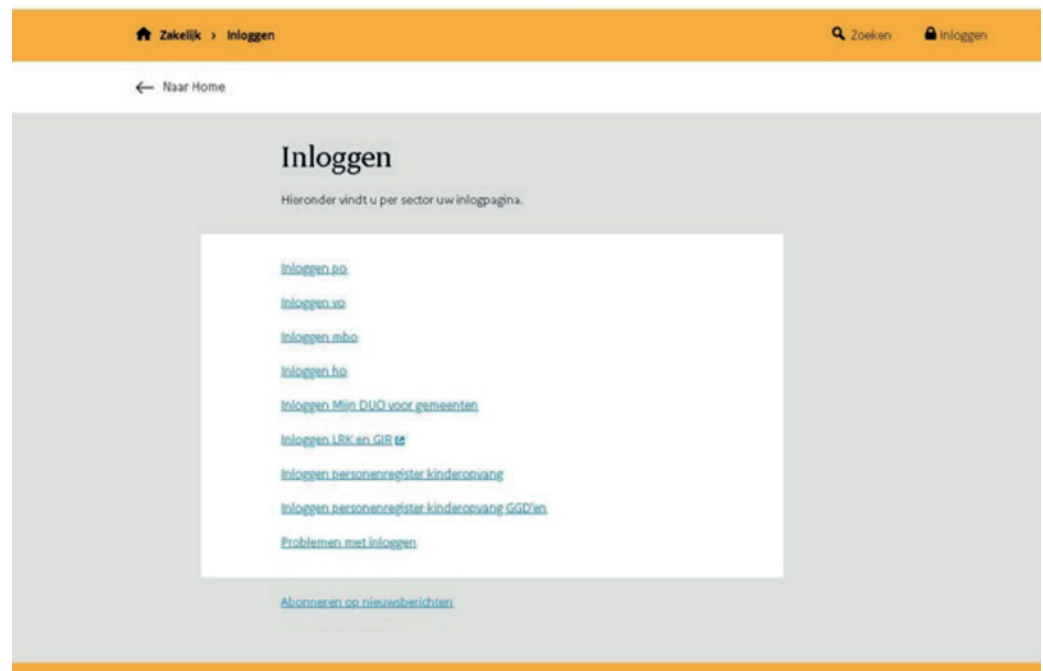 Zakelijk > Inloggen
Zoeken
Inloggen
← Naar Home
Inloggen
Hieronder vindt u per sector uw inlogpagina.
Inloggen po
Inloggen vo
Inloggen mbo
Inloggen ho
Inloggen Mijn DUO voor gemeenten
Inloggen LRK en GIR
Inloggen personenregister kinderopvang
Inloggen personenregister kinderopvang GGD'en
Problemen met inloggen
Abonneren op nieuwsberichten